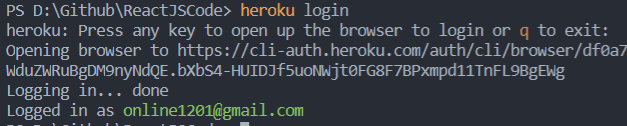 PS D:\Github\ReactJSCode> heroku login
heroku: Press any key to open up the browser to login or q to exit:
Opening browser to https://cli-auth.heroku.com/auth/cli/browser/df0a7
WduZWRuBgDM9nyNdQE.bXbS4-HUIDJf5uoNWjt0FG8F7BPxmpd11TnFL9BgEWg
Logging in... done
Logged in as online1201@gmail.com